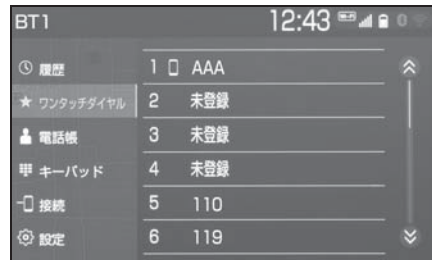 BT1 12:43
履歴
ワンタッチダイヤル
電話帳
キーパッド
接続
設定
1 AAA
2 未登録
3 未登録
4 未登録
5 110
6 119